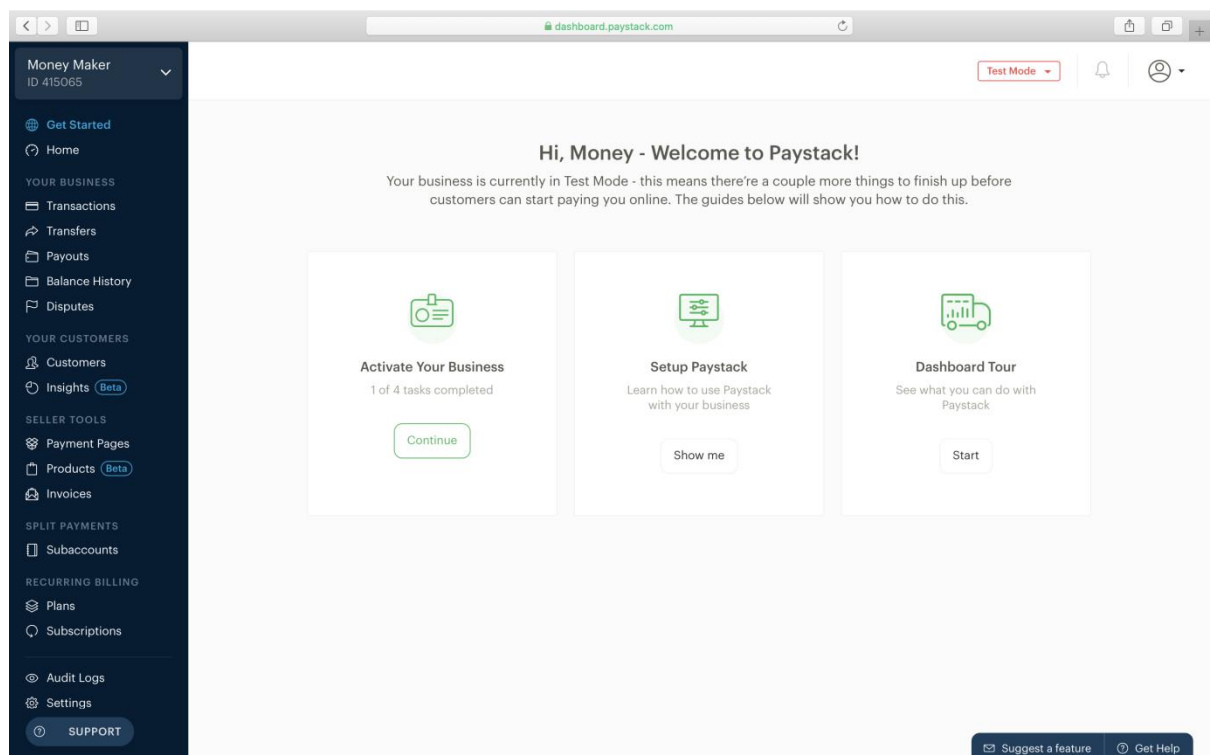 dashboard.paystack.com
Money Maker
ID 415065
Test Mode
Get Started
Home
YOUR BUSINESS
Transactions
Transfers
Payouts
Balance History
Disputes
YOUR CUSTOMERS
Customers
Insights Beta
SELLER TOOLS
Payment Pages
Products Beta
Invoices
SPLIT PAYMENTS
Subaccounts
RECURRING BILLING
Plans
Subscriptions
Audit Logs
Settings
SUPPORT
Hi, Money - Welcome to Paystack!
Your business is currently in Test Mode - this means there're a couple more things to finish up before
customers can start paying you online. The guides below will show you how to do this.
Activate Your Business
1 of 4 tasks completed
Continue
Setup Paystack
Learn how to use Paystack
with your business
Show me
Dashboard Tour
See what you can do with
Paystack
Start
Suggest a feature
Get Help